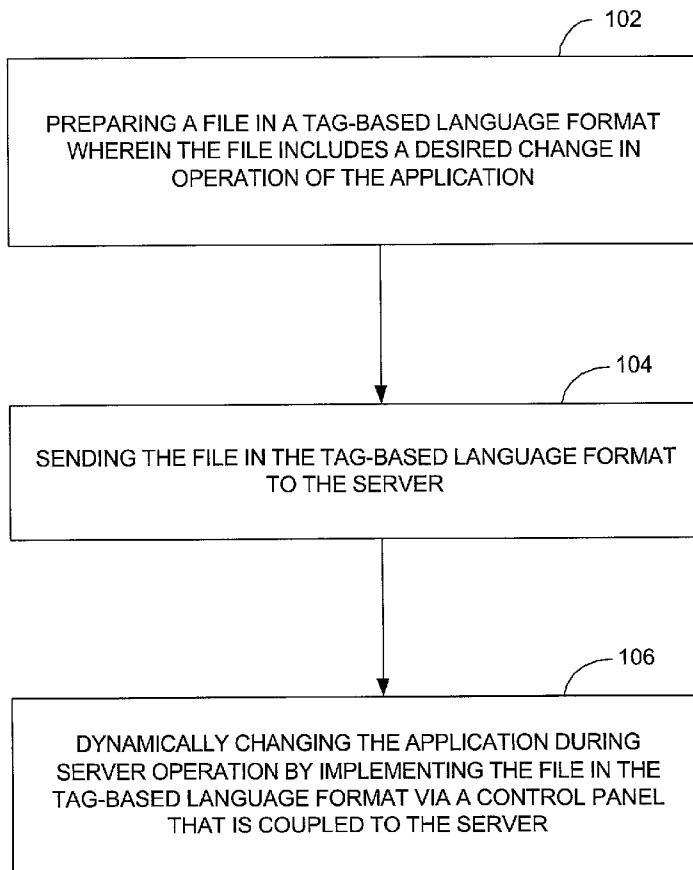 102
PREPARING A FILE IN A TAG-BASED LANGUAGE FORMAT
WHEREIN THE FILE INCLUDES A DESIRED CHANGE IN
OPERATION OF THE APPLICATION
104
SENDING THE FILE IN THE TAG-BASED LANGUAGE FORMAT
TO THE SERVER
106
DYNAMICALLY CHANGING THE APPLICATION DURING
SERVER OPERATION BY IMPLEMENTING THE FILE IN THE
TAG-BASED LANGUAGE FORMAT VIA A CONTROL PANEL
THAT IS COUPLED TO THE SERVER